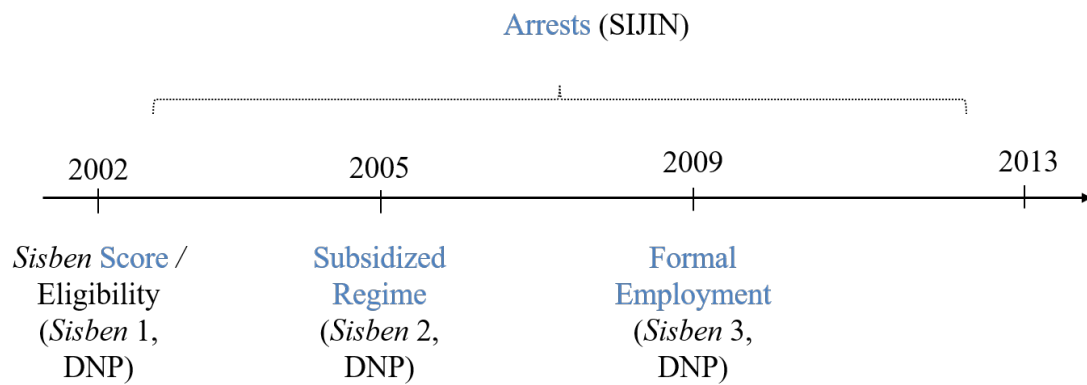 Arrests (SIJIN)
2002 2005 2009 2013
Sisben Score / Subsidized Formal
Eligibility Regime Employment
(Sisben 1, (Sisben 2, (Sisben 3,
DNP) DNP) DNP)